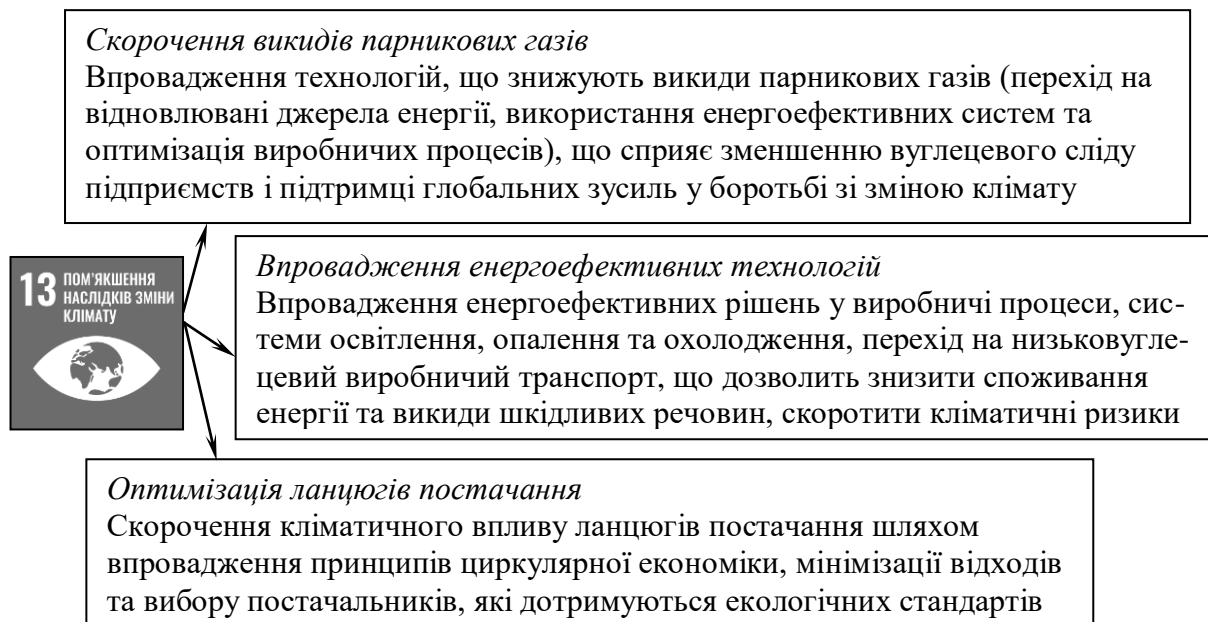 Скорочення викидів парникових газів
Впровадження технологій, що знижують викиди парникових газів (перехід на
відновлювані джерела енергії, використання енергоефективних систем та
оптимізація виробничих процесів), що сприяє зменшенню вуглецевого сліду
підприємств і підтримці глобальних зусиль у боротьбі зі зміною клімату
13 ПОМ'ЯКШЕННЯ
НАСЛІДКІВ ЗМІНИ
КЛІМАТУ
Впровадження енергоефективних технологій
Впровадження енергоефективних рішень у виробничі процеси, сис-
теми освітлення, опалення та охолодження, перехід на низьковугле-
цевий виробничий транспорт, що дозволить знизити споживання
енергії та викиди шкідливих речовин, скоротити кліматичні ризики
Оптимізація ланцюгів постачання
Скорочення кліматичного впливу ланцюгів постачання шляхом
впровадження принципів циркулярної економіки, мінімізації відходів
та вибору постачальників, які дотримуються екологічних стандартів